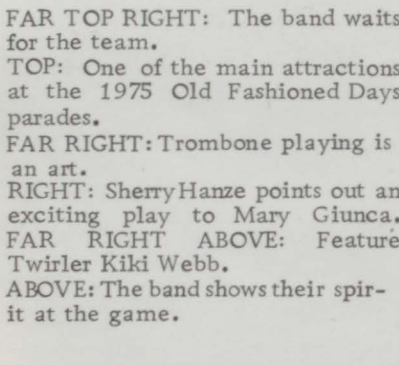 FAR TOP RIGHT: The band waits
for the team.
TOP: One of the main attractions
at the 1975 Old Fashioned Days
parades.
FAR RIGHT: Trombone playing is
an art.
RIGHT: Sherry Hanze points out an
exciting play to Mary Giunca.
FAR RIGHT ABOVE: Feature
Twirler Kiki Webb.
ABOVE: The band shows their spir-
it at the game.